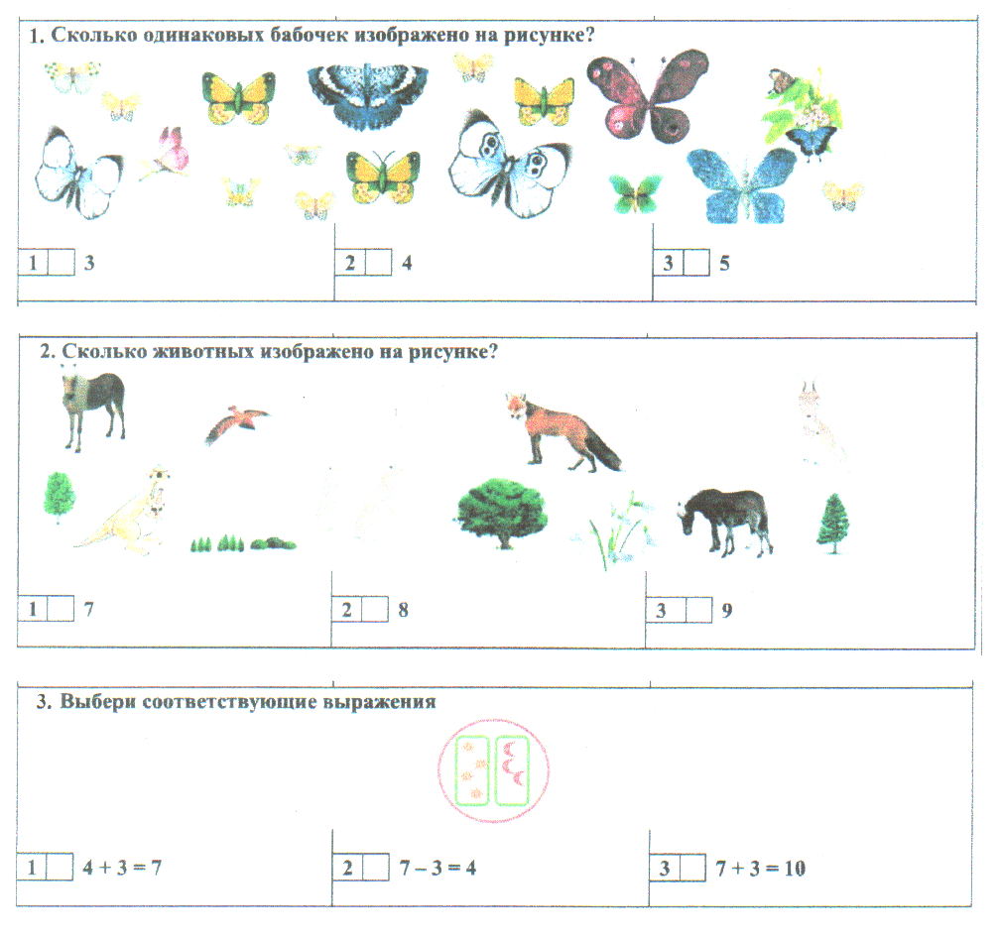 1. Сколько одинаковых бабочек изображено на рисунке?
1 3 2 4 3 5
2. Сколько животных изображено на рисунке?
1 7 2 8 3 9
3. Выбери соответствующие выражения
1 4 + 3 = 7 2 7 – 3 = 4 3 7 + 3 = 10